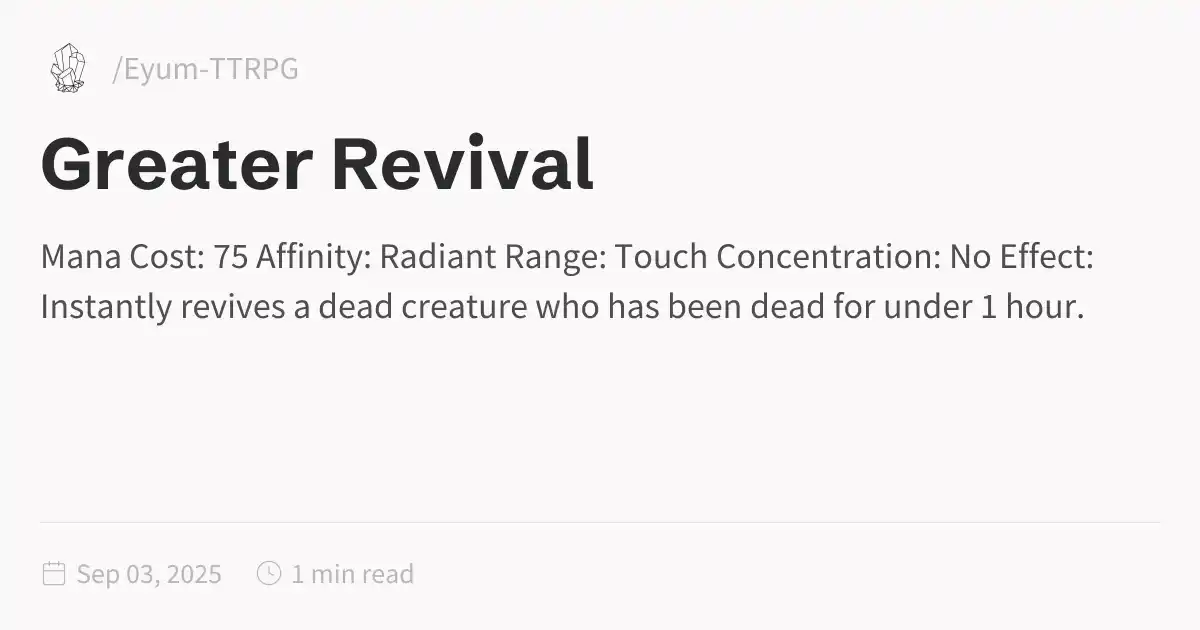 /Eyum-TTRPG
Greater Revival
Mana Cost: 75 Affinity: Radiant Range: Touch Concentration: No Effect:
Instantly revives a dead creature who has been dead for under 1 hour.
Sep 03, 2025 1 min read